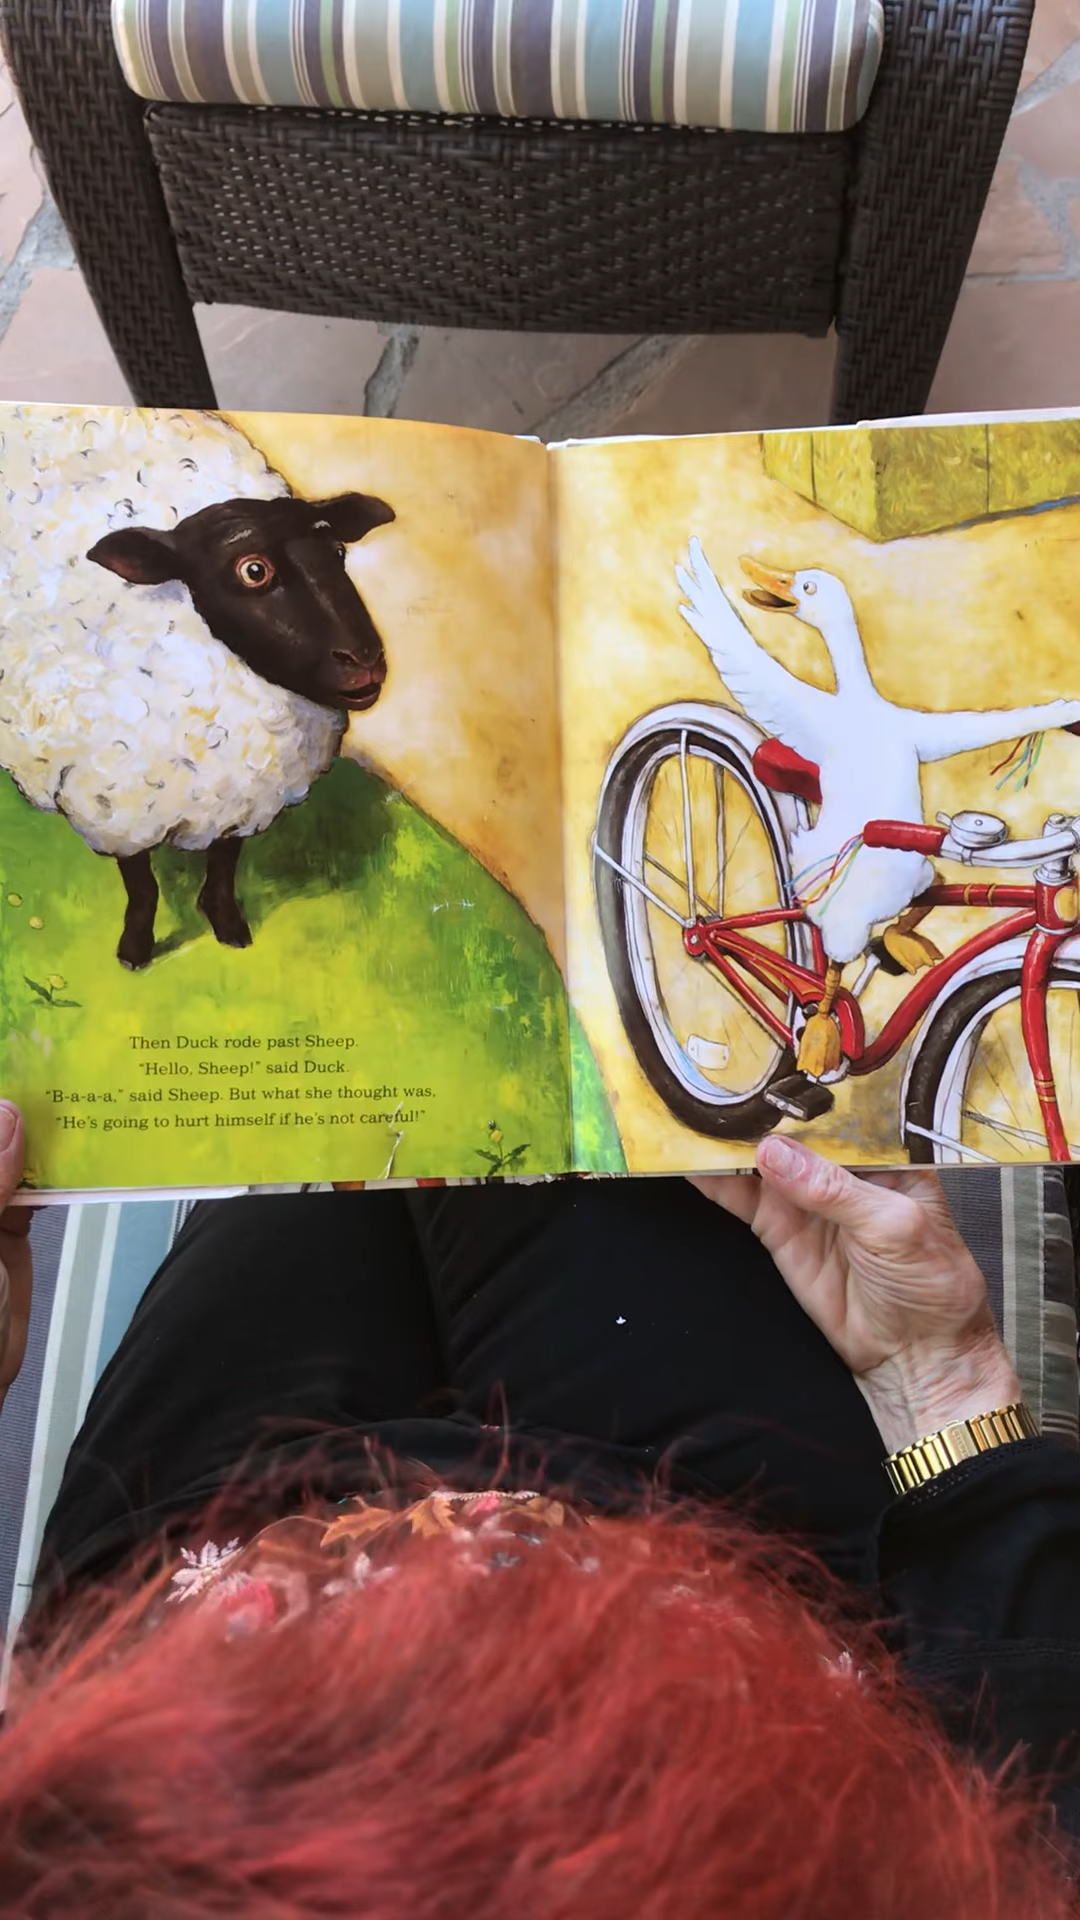 Then Duck rode past Sheep.
"Hello, Sheep!" said Duck.
"B-a-a-a," said Sheep. But what she thought was,
"He's going to hurt himself if he's not careful!"